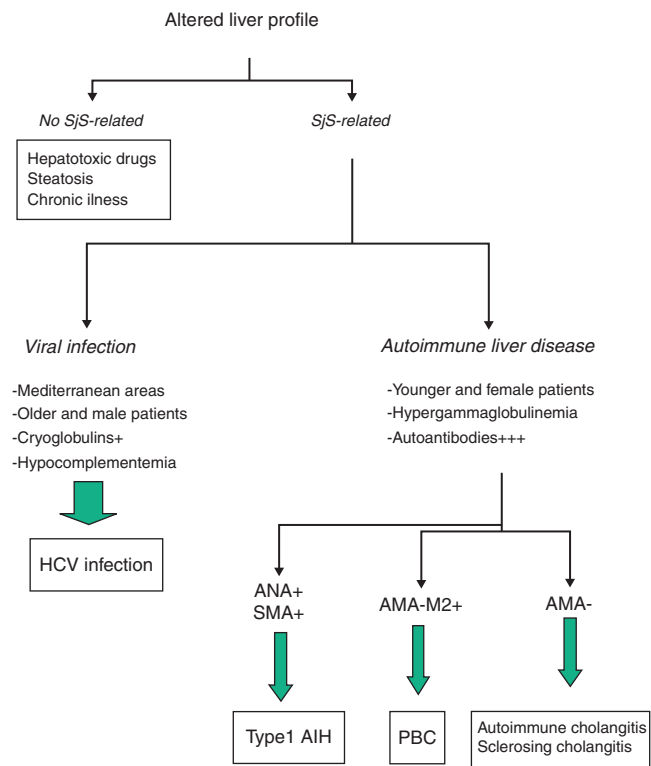 Altered liver profile
No SjS-related
SjS-related
Hepatotoxic drugs
Steatosis
Chronic ilness
Viral infection
-Mediterranean areas
-Older and male patients
-Cryoglobulins+
-Hypocomplementemia
HCV infection
Autoimmune liver disease
-Younger and female patients
-Hypergammaglobulinemia
-Autoantibodies+++
ANA+
SMA+
Type1 AIH
AMA-M2+
PBC
AMA-
Autoimmune cholangitis
Sclerosing cholangitis